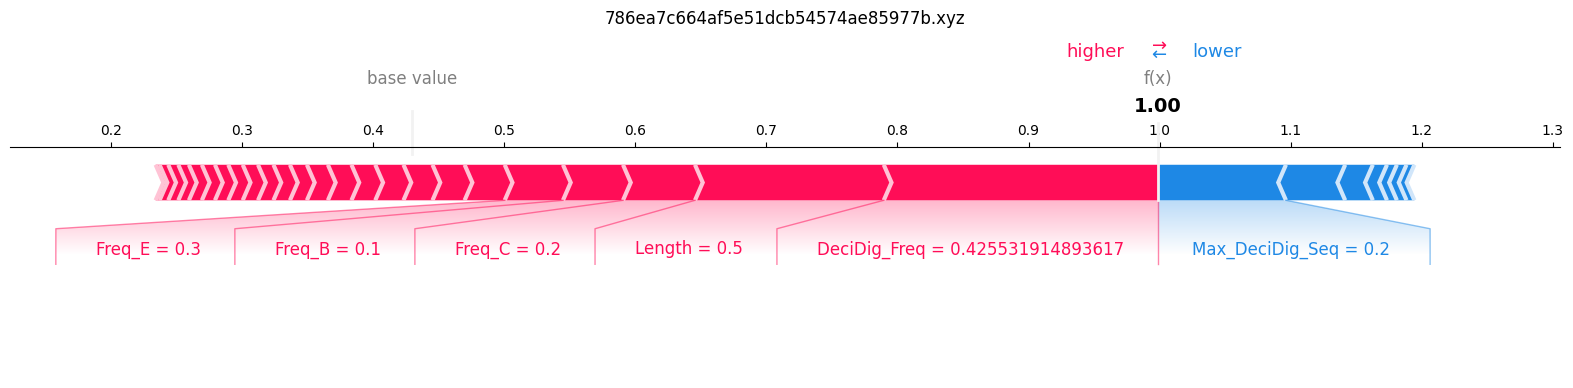 786ea7c664af5e51dcb54574ae85977b.xyz
higher ⇄ lower
base value f(x)
1.00
0.2 0.3 0.4 0.5 0.6 0.7 0.8 0.9 1.0 1.1 1.2 1.3
Freq_E = 0.3 Freq_B = 0.1 Freq_C = 0.2 Length = 0.5 DeciDig_Freq = 0.425531914893617 Max_DeciDig_Seq = 0.2